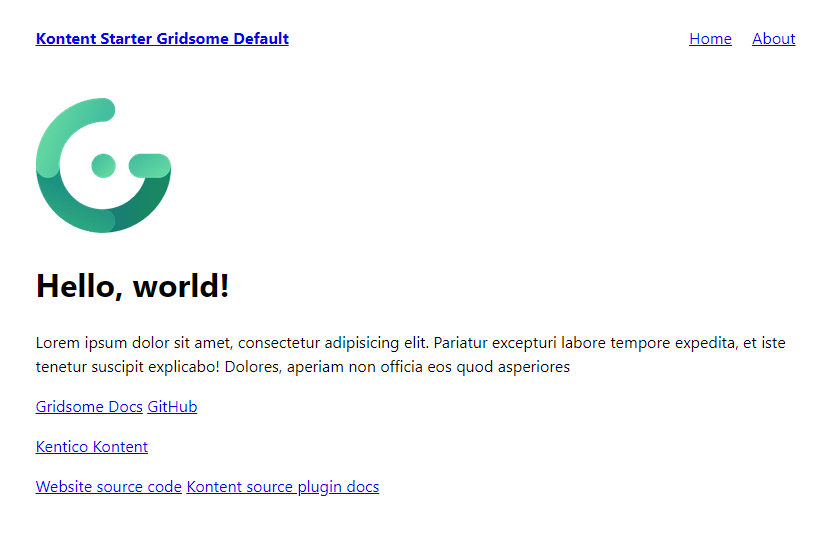 Kontent Starter Gridsome Default Home About
Hello, world!
Lorem ipsum dolor sit amet, consectetur adipisicing elit. Pariatur excepturi labore tempore expedita, et iste
tenetur suscipit explicabo! Dolores, aperiam non officia eos quod asperiores
Gridsome Docs GitHub
Kentico Kontent
Website source code Kontent source plugin docs